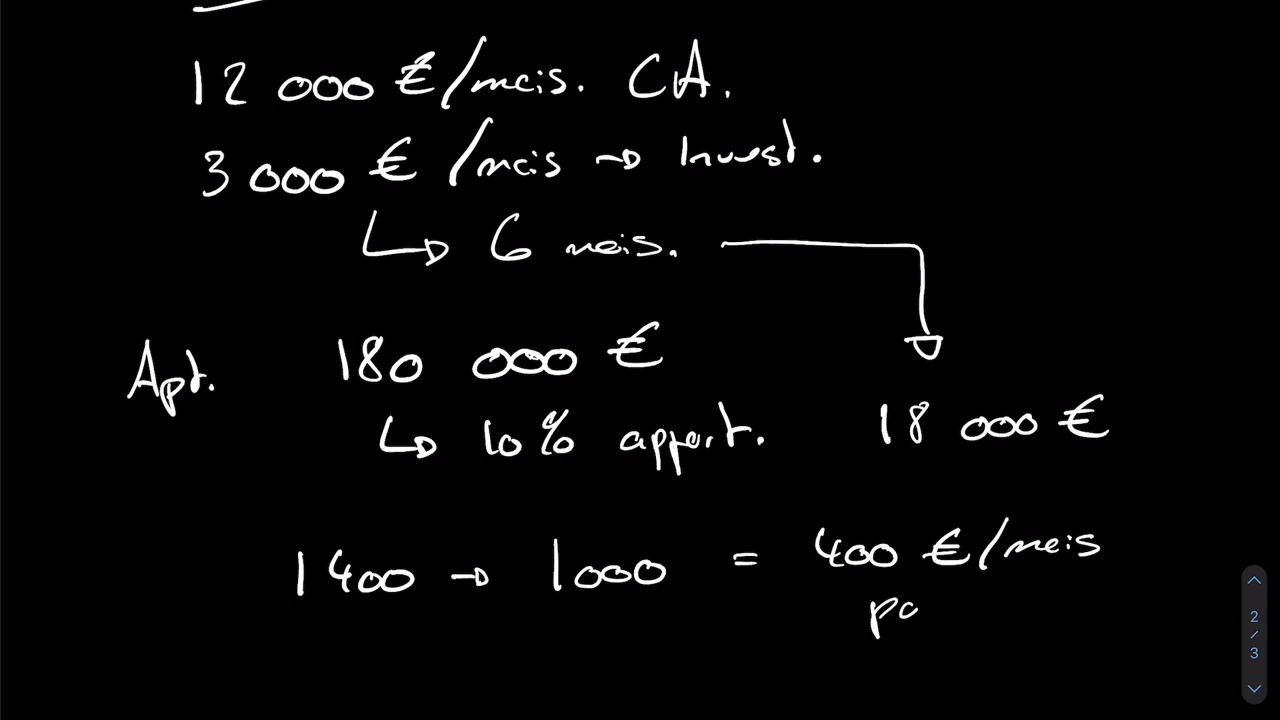 12 000 €/mois. CA.
3 000 € /mois → Invest.
↳ 6 mois.
Apt. 180 000 €
↳ 10% apport. 18 000 €
1400 → 1000 = 400 €/mois
pa
2
/
3